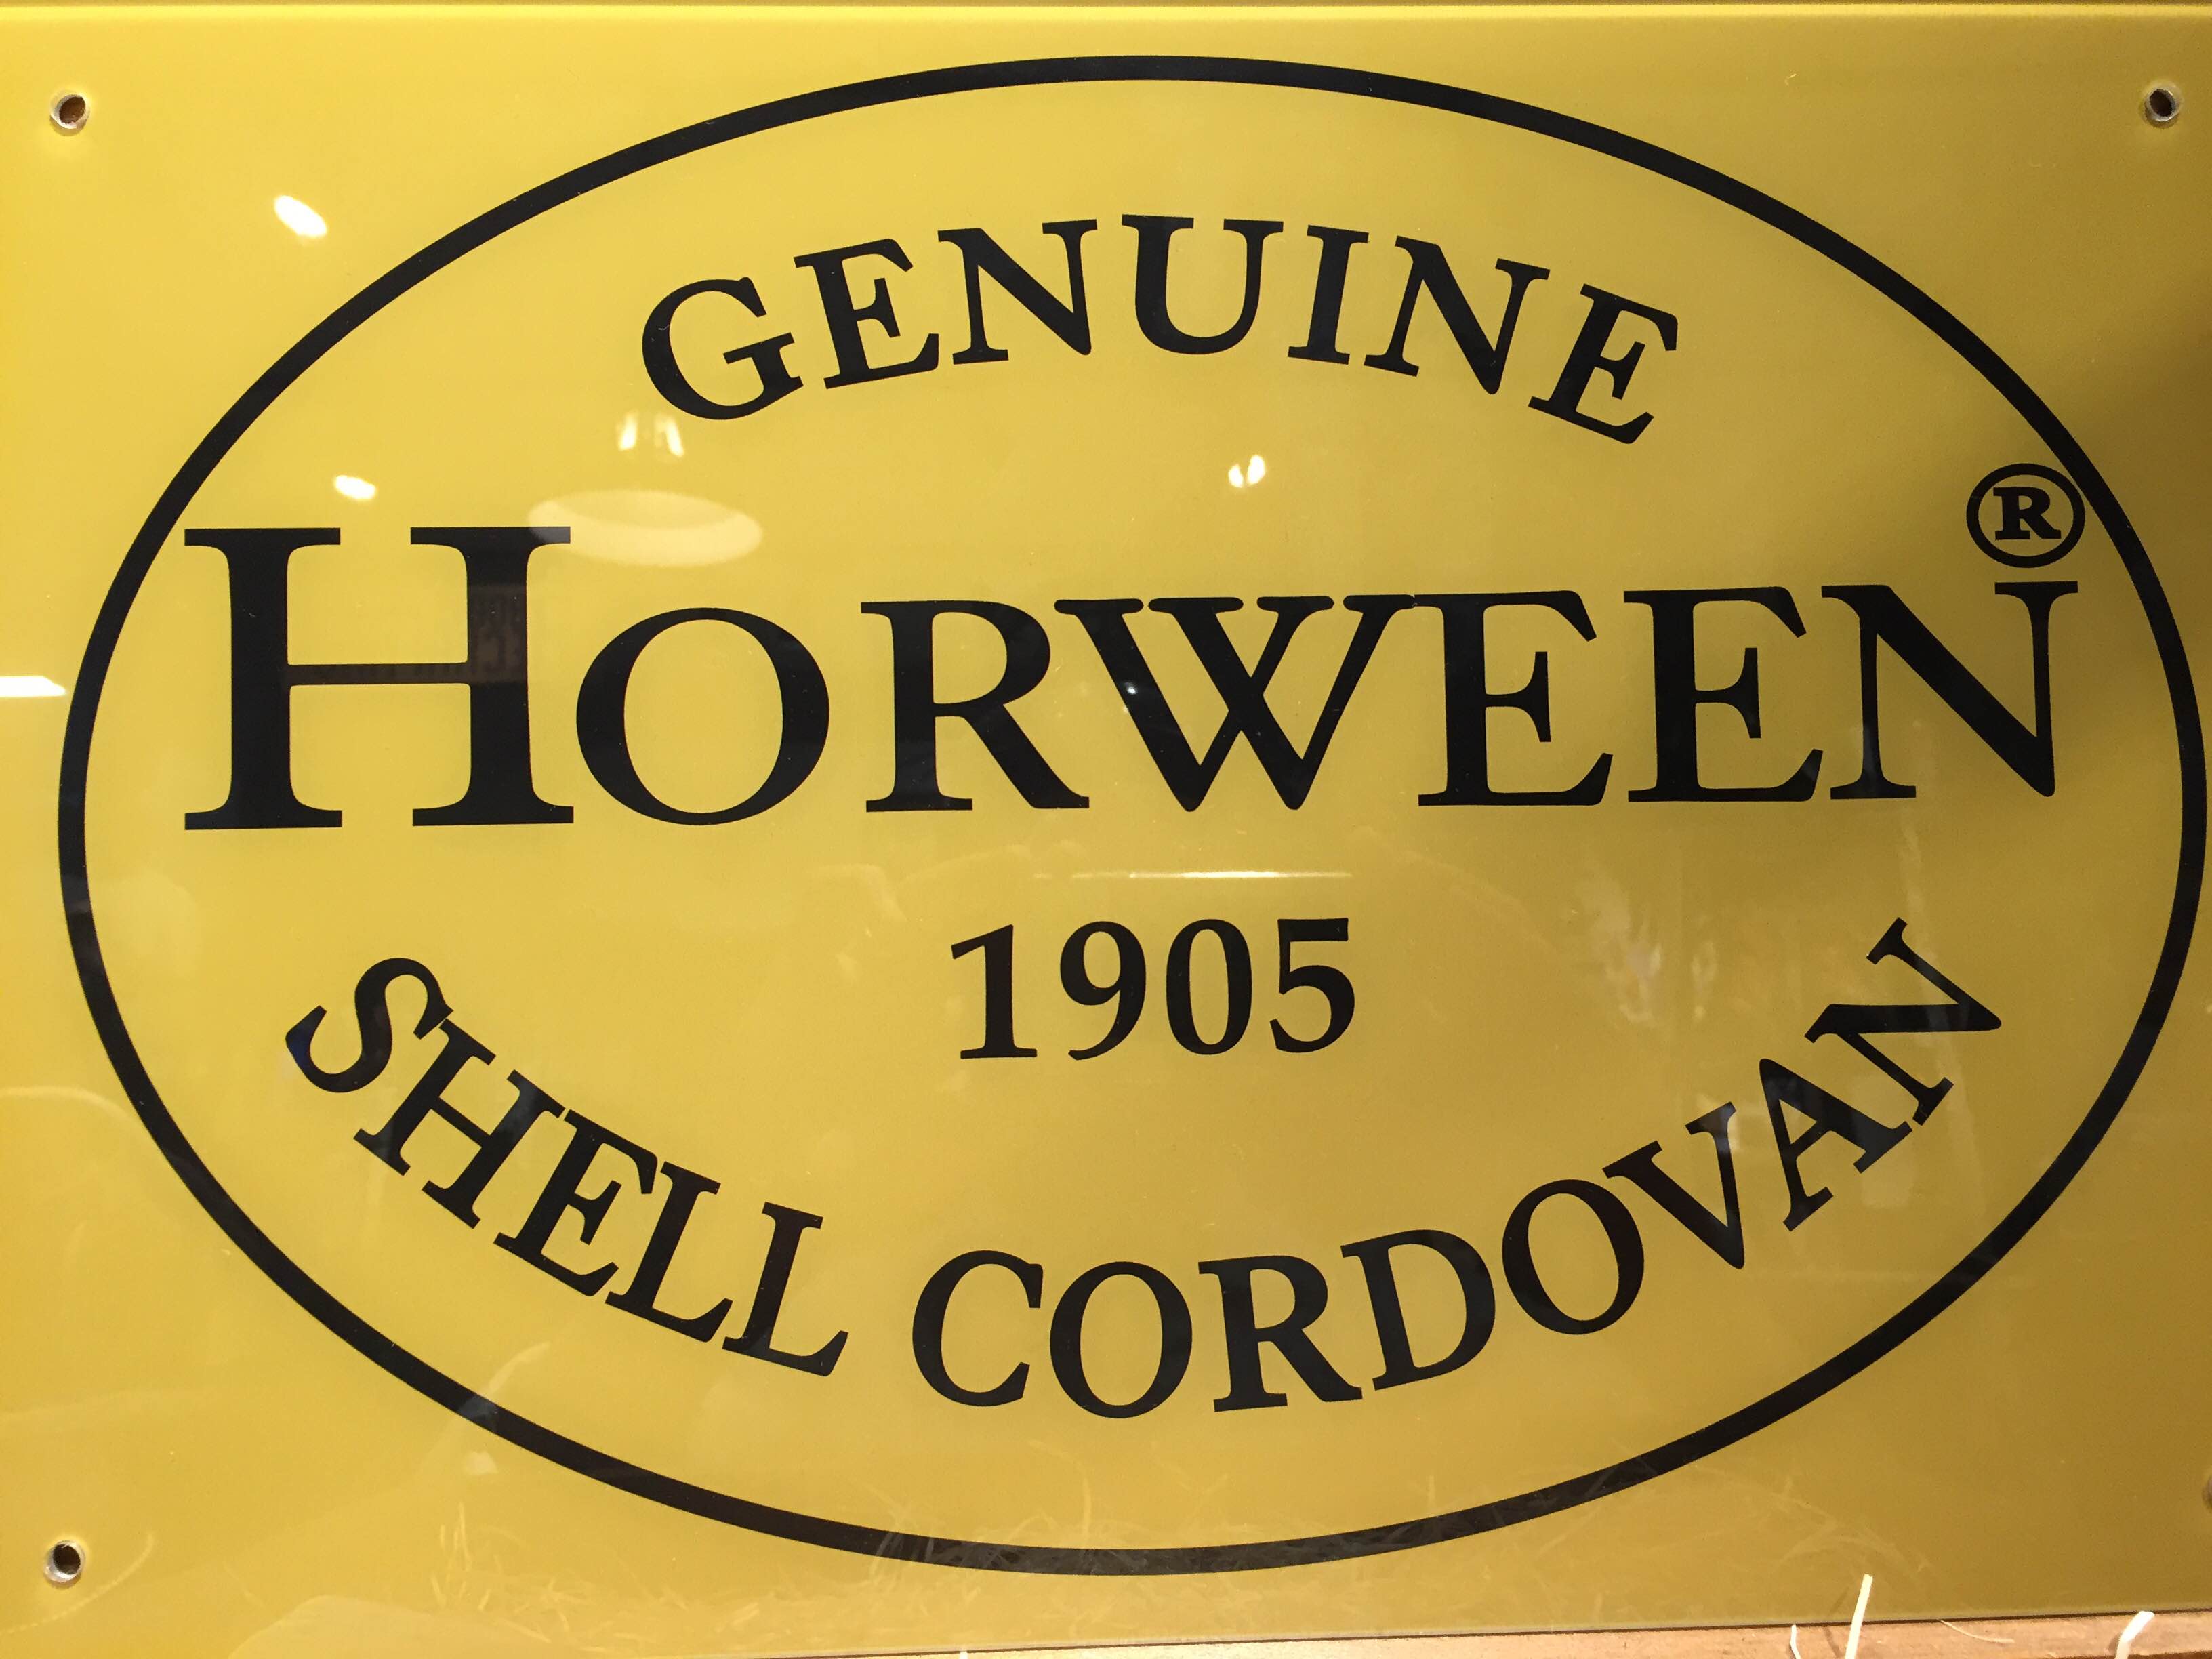 GENUINE
HORWEEN®
1905
SHELL CORDOVAN